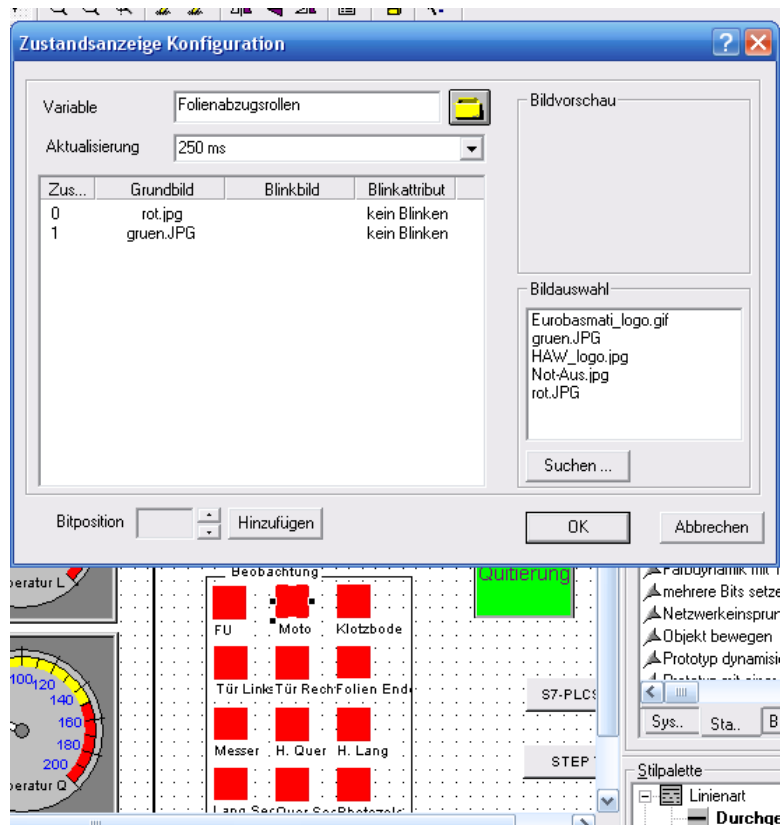 Zustandsanzeige Konfiguration
Variable Folienabzugsrollen
Bildvorschau
Aktualisierung 250 ms
Zus... Grundbild Blinkbild Blinkattribut
0 rot.jpg kein Blinken
1 gruen.JPG kein Blinken
Bildauswahl
Eurobasmati_logo.gif
gruen.JPG
HAW_logo.jpg
Not-Aus.jpg
rot.JPG
Suchen ...
Bitposition Hinzufügen OK Abbrechen
eratur L
Beobachtung
Quittierung
mehrere Bits setze
Netzwerkeinsprun
Objekt bewegen
Prototyp dynamisi
FU Moto Klotzbode
Tür Links Tür Rech Folien Ende
100 120 140 160 180 200
S7-PLCS
Sys.. Sta.. B
Messer H. Quer H. Lang
STEP
eratur Q
Stilpalette
Linienart
Durchge